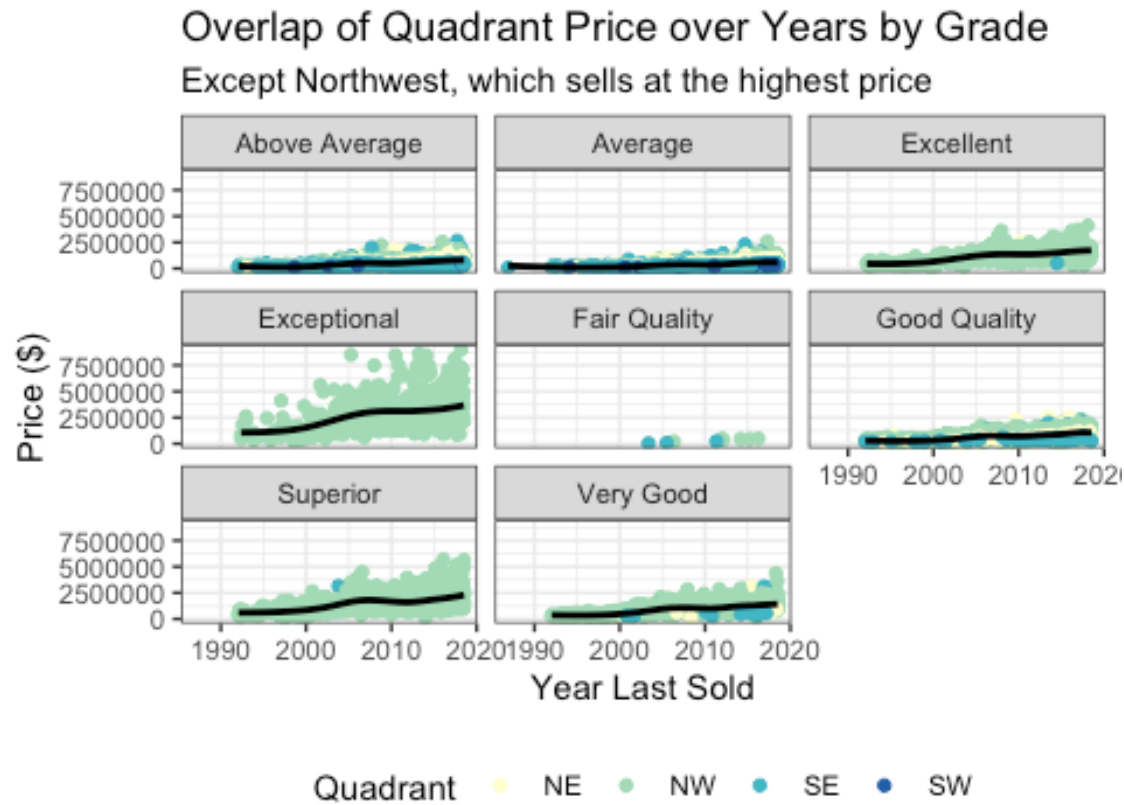 Overlap of Quadrant Price over Years by Grade
Except Northwest, which sells at the highest price
Above Average
Average
Excellent
7500000
5000000
2500000
0
Exceptional
Fair Quality
Good Quality
7500000
5000000
2500000
0
1990 2000 2010 2020
Superior
Very Good
7500000
5000000
2500000
0
1990 2000 2010 2020
1990 2000 2010 2020
Price ($)
Year Last Sold
Quadrant NE NW SE SW